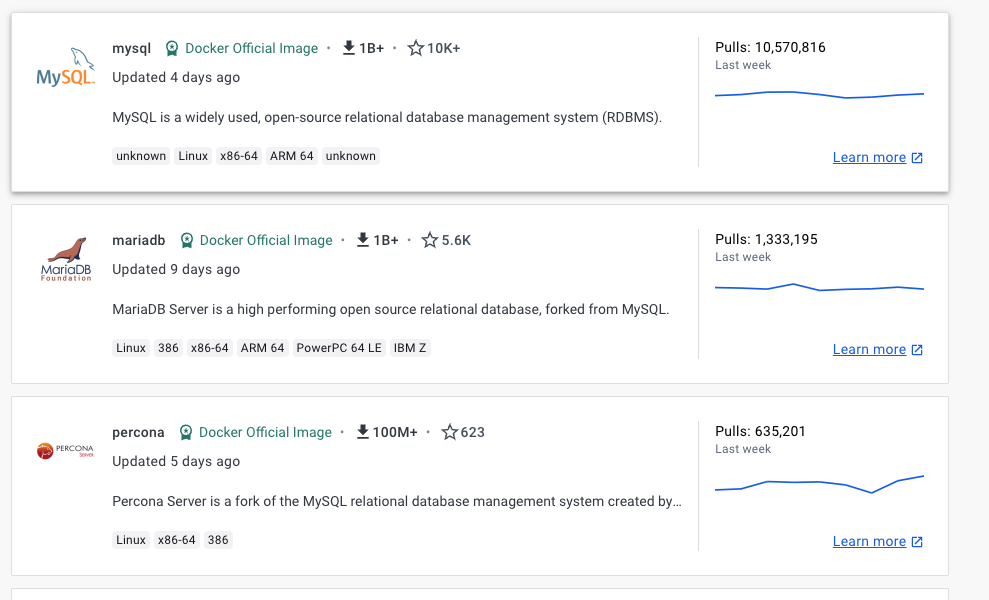 MySQL
mysql Docker Official Image · 1B+ · 10K+
Updated 4 days ago
MySQL is a widely used, open-source relational database management system (RDBMS).
unknown Linux x86-64 ARM 64 unknown
Pulls: 10,570,816
Last week
Learn more
MariaDB
Foundation
mariadb Docker Official Image · 1B+ · 5.6K
Updated 9 days ago
MariaDB Server is a high performing open source relational database, forked from MySQL.
Linux 386 x86-64 ARM 64 PowerPC 64 LE IBM Z
Pulls: 1,333,195
Last week
Learn more
PERCONA
SERVER
percona Docker Official Image · 100M+ · 623
Updated 5 days ago
Percona Server is a fork of the MySQL relational database management system created by…
Linux x86-64 386
Pulls: 635,201
Last week
Learn more